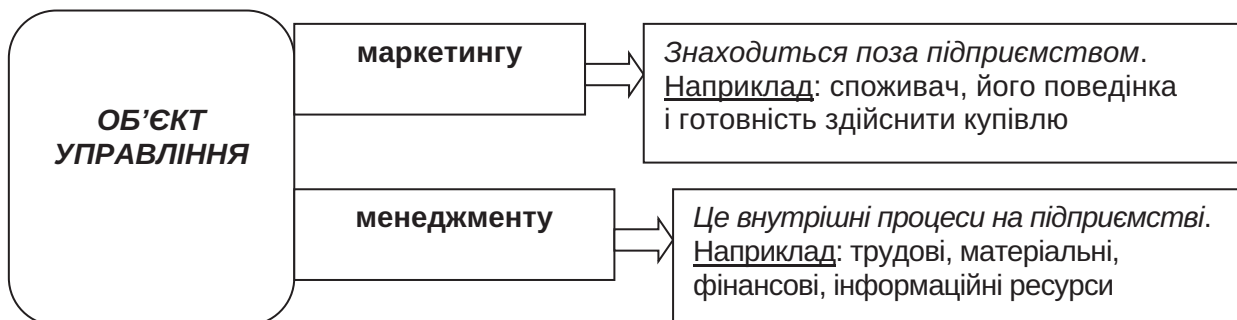 ОБ’ЄКТ
УПРАВЛІННЯ
маркетингу
Знаходиться поза підприємством.
Наприклад: споживач, його поведінка
і готовність здійснити купівлю
менеджменту
Це внутрішні процеси на підприємстві.
Наприклад: трудові, матеріальні,
фінансові, інформаційні ресурси